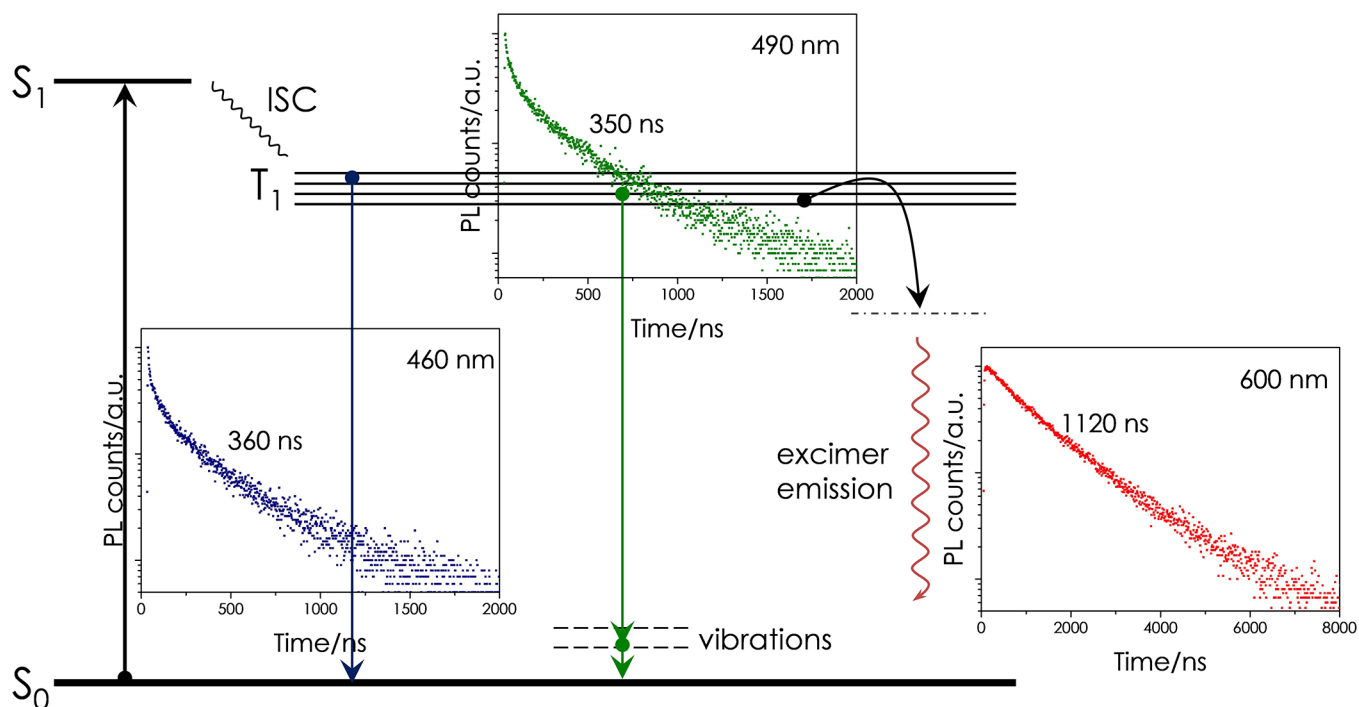 S1
ISC
T1
490 nm
350 ns
PL counts/a.u.
0
500
1000
1500
2000
Time/ns
460 nm
360 ns
PL counts/a.u.
0
500
1000
1500
2000
Time/ns
excimer
emission
600 nm
1120 ns
PL counts/a.u.
0
2000
4000
6000
8000
Time/ns
vibrations
S0